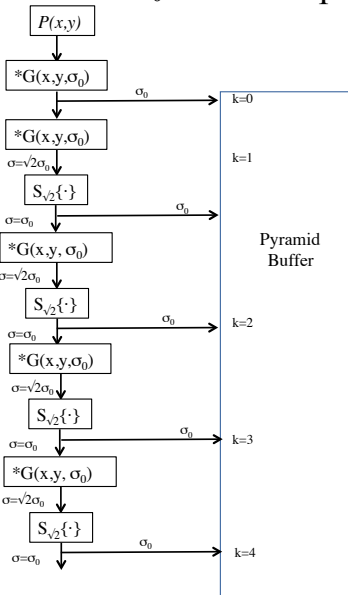 P(x,y)
*G(x,y,σ₀)
σ₀
k=0
*G(x,y,σ₀)
k=1
σ=√2σ₀
S√2{·}
σ₀
σ=σ₀
*G(x,y, σ₀)
Pyramid
Buffer
σ=√2σ₀
S√2{·}
σ₀
k=2
σ=σ₀
*G(x,y,σ₀)
σ=√2σ₀
S√2{·}
σ₀
k=3
σ=σ₀
*G(x,y, σ₀)
σ=√2σ₀
S√2{·}
σ₀
k=4
σ=σ₀